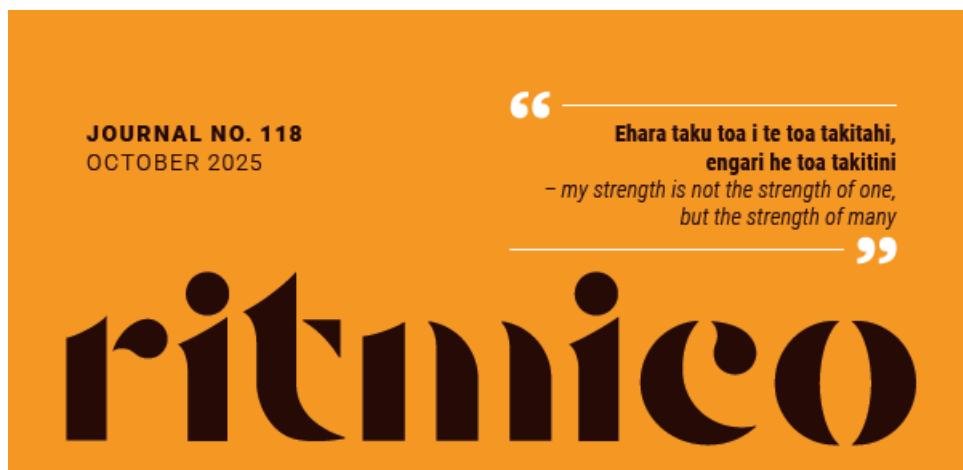 JOURNAL NO. 118
OCTOBER 2025
“
Ehara taku toa i te toa takitahi,
engari he toa takitini
– my strength is not the strength of one,
but the strength of many
”
ritmico